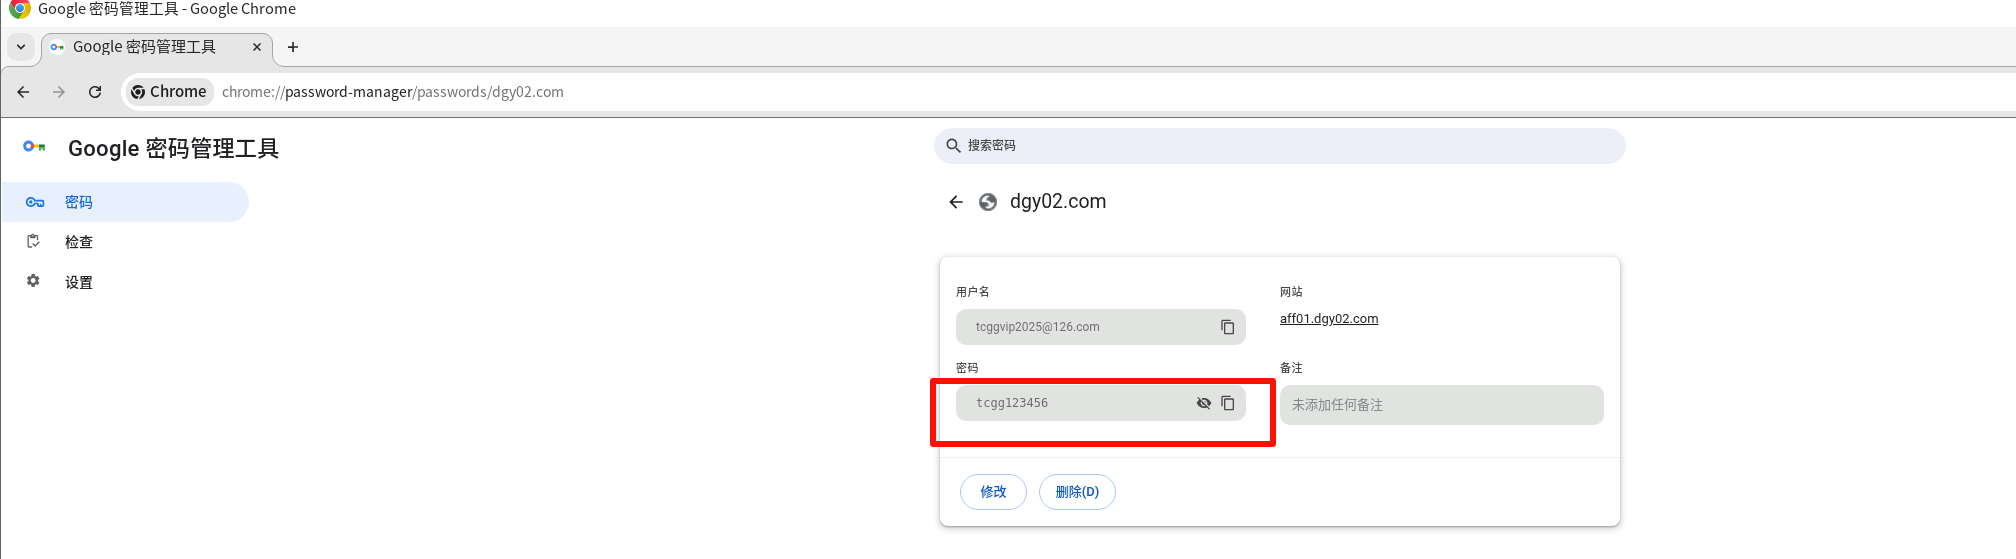 Google 密码管理工具 - Google Chrome
Google 密码管理工具
Chrome chrome://password-manager/passwords/dgy02.com
Google 密码管理工具
搜索密码
密码
检查
设置
dgy02.com
用户名
网站
tcggvip2025@126.com
aff01.dgy02.com
密码
备注
tcgg123456
未添加任何备注
修改
删除(D)